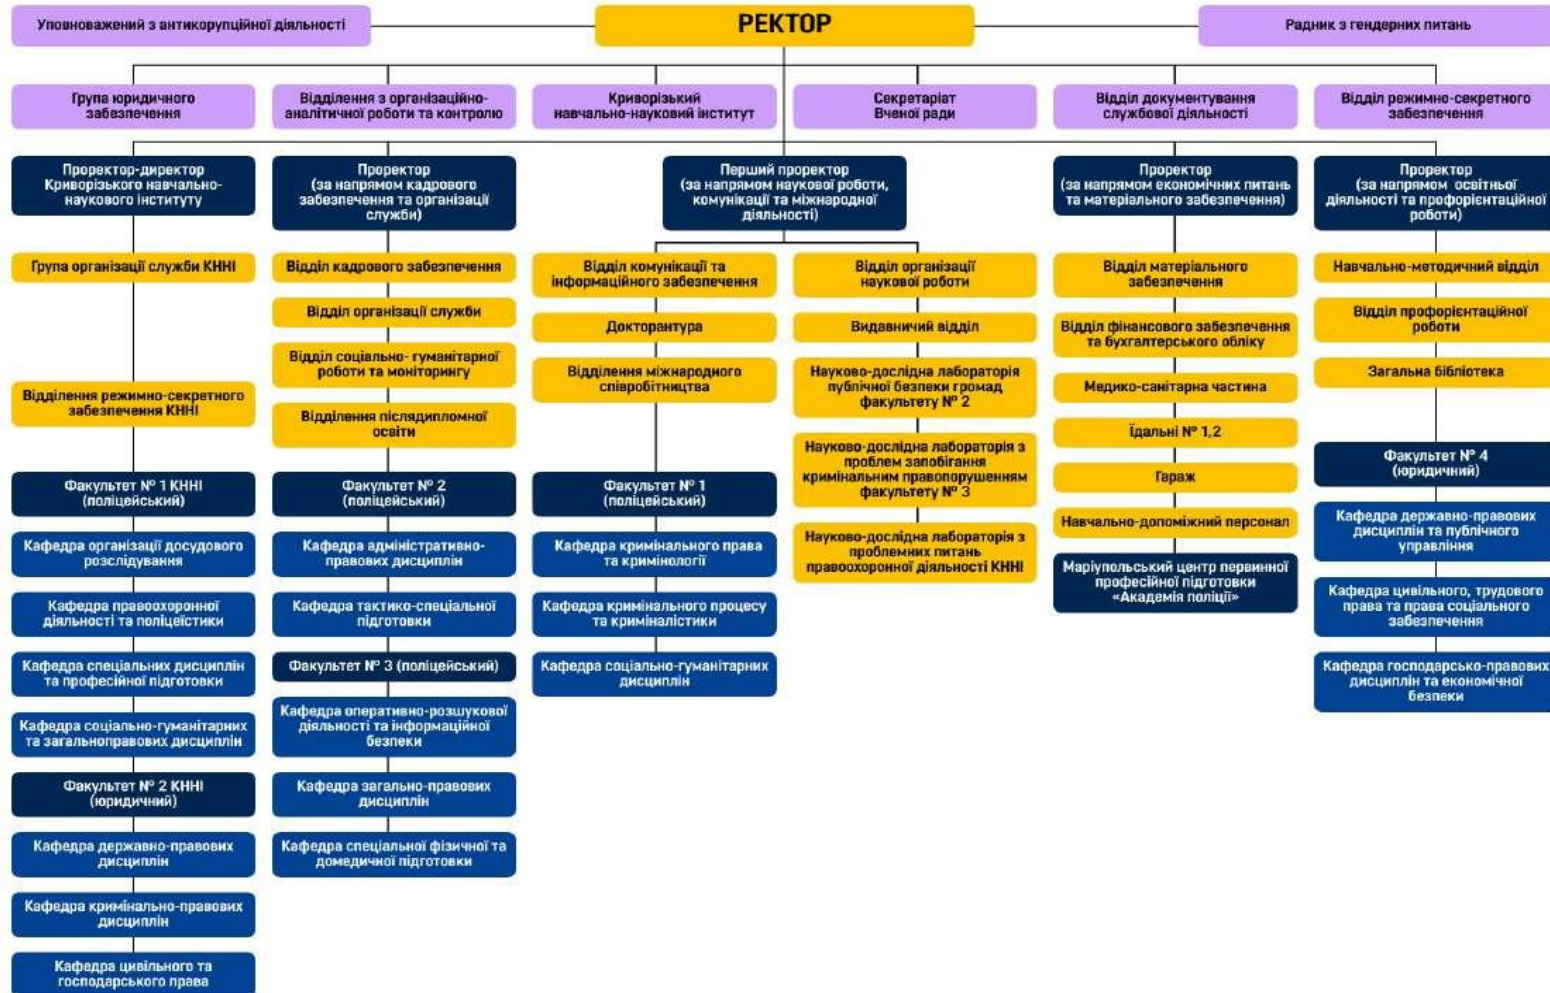 Уповноважений з антикорупційної діяльності
РЕКТОР
Радник з гендерних питань
Група юридичного
забезпечення
Відділення з організаційно-
аналітичної роботи та контролю
Криворізький
навчально-науковий інститут
Секретаріат
Вченої ради
Відділ документування
службової діяльності
Відділ режимно-секретного
забезпечення
Проректор-директор
Криворізького навчально-
наукового інституту
Проректор
(за напрямом кадрового
забезпечення та організації
служби)
Перший проректор
(за напрямом наукової роботи,
комунікації та міжнародної
діяльності)
Проректор
(за напрямом економічних питань
та матеріального забезпечення)
Проректор
(за напрямом освітньої
діяльності та профорієнтаційної
роботи)
Група організації служби КННІ
Відділення режимно-секретного
забезпечення КННІ
Факультет № 1 КННІ
(поліцейський)
Кафедра організації досудового
розслідування
Кафедра правоохоронної
діяльності та поліцеїстики
Кафедра спеціальних дисциплін
та професійної підготовки
Кафедра соціально-гуманітарних
та загальноправових дисциплін
Факультет № 2 КННІ
(юридичний)
Кафедра державно-правових
дисциплін
Кафедра кримінально-правових
дисциплін
Кафедра цивільного та
господарського права
Відділ кадрового забезпечення
Відділ організації служби
Відділ соціально- гуманітарної
роботи та моніторингу
Відділення післядипломної
освіти
Факультет № 2
(поліцейський)
Кафедра адміністративно-
правових дисциплін
Кафедра тактико-спеціальної
підготовки
Факультет № 3 (поліцейський)
Кафедра оперативно-розшукової
діяльності та інформаційної
безпеки
Кафедра загально-правових
дисциплін
Кафедра спеціальної фізичної та
домедичної підготовки
Відділ комунікації та
інформаційного забезпечення
Докторантура
Відділення міжнародного
співробітництва
Факультет № 1
(поліцейський)
Кафедра кримінального права
та кримінології
Кафедра кримінального процесу
та криміналістики
Кафедра соціально-гуманітарних
дисциплін
Відділ організації
наукової роботи
Видавничий відділ
Науково-дослідна лабораторія
публічної безпеки громад
факультету № 2
Науково-дослідна лабораторія з
проблем запобігання
кримінальним правопорушенням
факультету № 3
Науково-дослідна лабораторія з
проблемних питань
правоохоронної діяльності КННІ
Відділ матеріального
забезпечення
Відділ фінансового забезпечення
та бухгалтерського обліку
Медико-санітарна частина
Їдальні № 1,2
Гараж
Навчально-допоміжний персонал
Маріупольський центр первинної
професійної підготовки
«Академія поліції»
Навчально-методичний відділ
Відділ профорієнтаційної
роботи
Загальна бібліотека
Факультет № 4
(юридичний)
Кафедра державно-правових
дисциплін та публічного
управління
Кафедра цивільного, трудового
права та права соціального
забезпечення
Кафедра господарсько-правових
дисциплін та економічної
безпеки